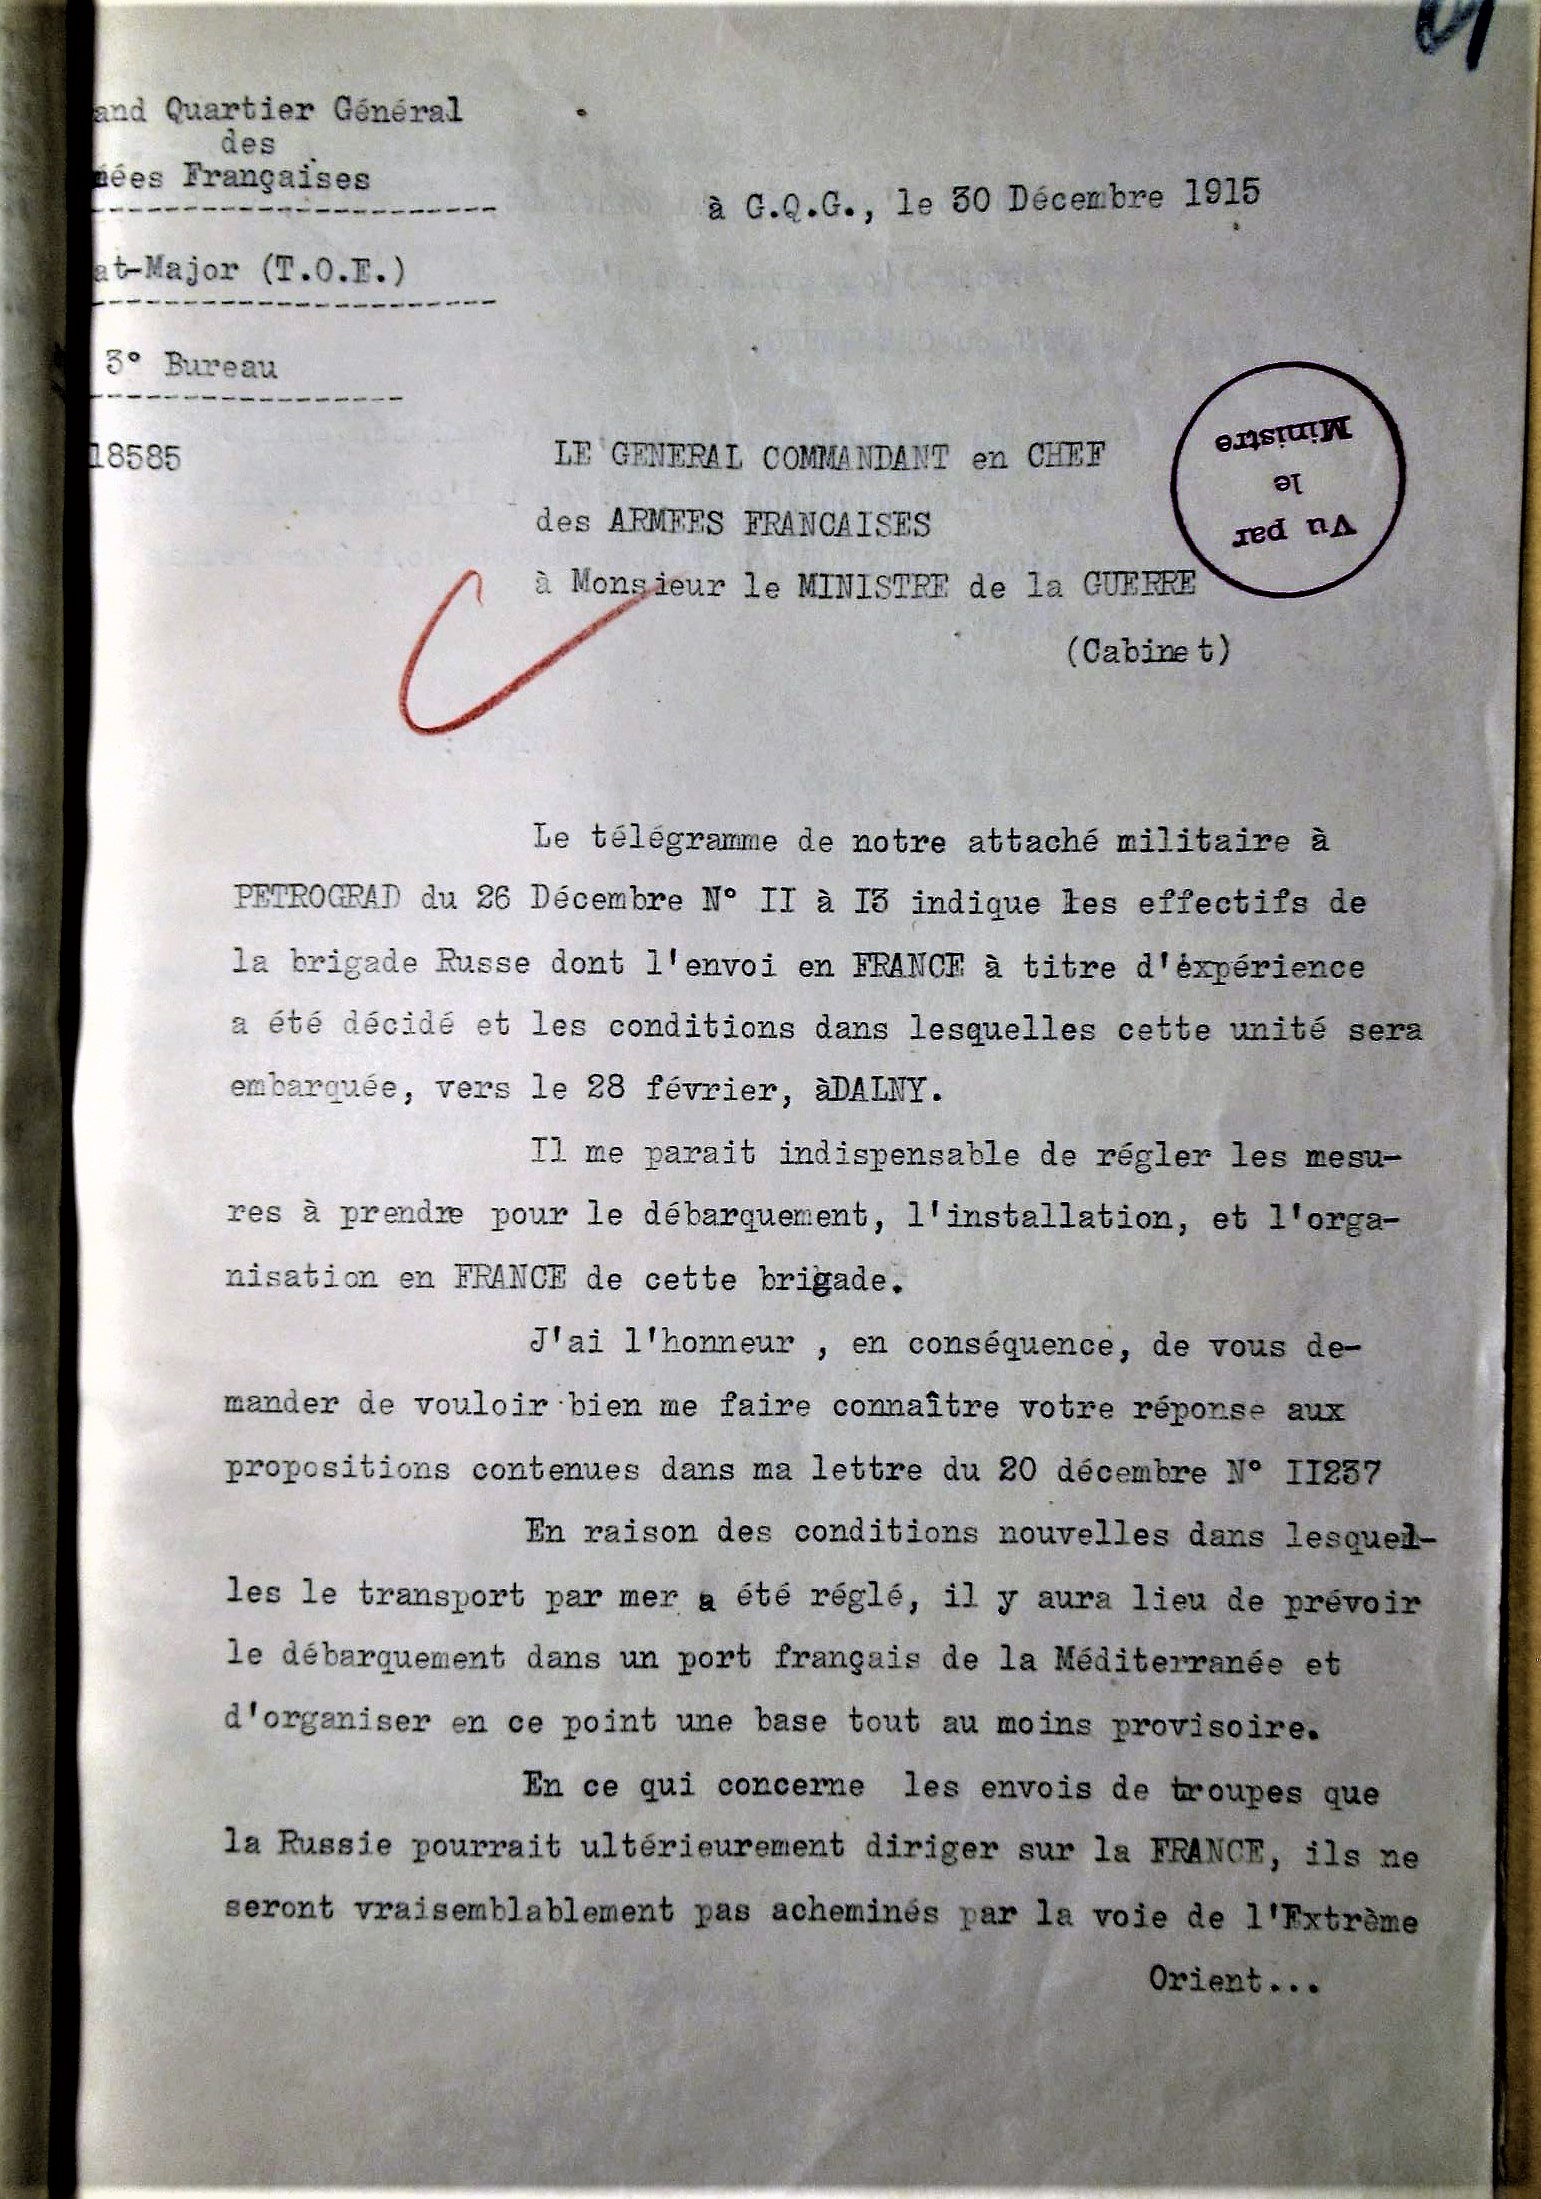 and Quartier Général
des
mées Françaises
à G.Q.G., le 30 Décembre 1915
at-Major (T.O.E.)
3° Bureau
18585
LE GENERAL COMMANDANT en CHEF
des ARMEES FRANCAISES
à Monsieur le MINISTRE de la GUERRE
(Cabinet)
Vu par
le
Ministre
Le télégramme de notre attaché militaire à
PETROGRAD du 26 Décembre N° II à I3 indique les effectifs de
la brigade Russe dont l'envoi en FRANCE à titre d'éxpérience
a été décidé et les conditions dans lesquelles cette unité sera
embarquée, vers le 28 février, àDALNY.
Il me parait indispensable de régler les mesu-
res à prendre pour le débarquement, l'installation, et l'orga-
nisation en FRANCE de cette brigade.
J'ai l'honneur , en conséquence, de vous de-
mander de vouloir bien me faire connaître votre réponse aux
propositions contenues dans ma lettre du 20 décembre N° II237
En raison des conditions nouvelles dans lesquel-
les le transport par mer a été réglé, il y aura lieu de prévoir
le débarquement dans un port français de la Méditerranée et
d'organiser en ce point une base tout au moins provisoire.
En ce qui concerne les envois de troupes que
la Russie pourrait ultérieurement diriger sur la FRANCE, ils ne
seront vraisemblablement pas acheminés par la voie de l'Extrème
Orient...